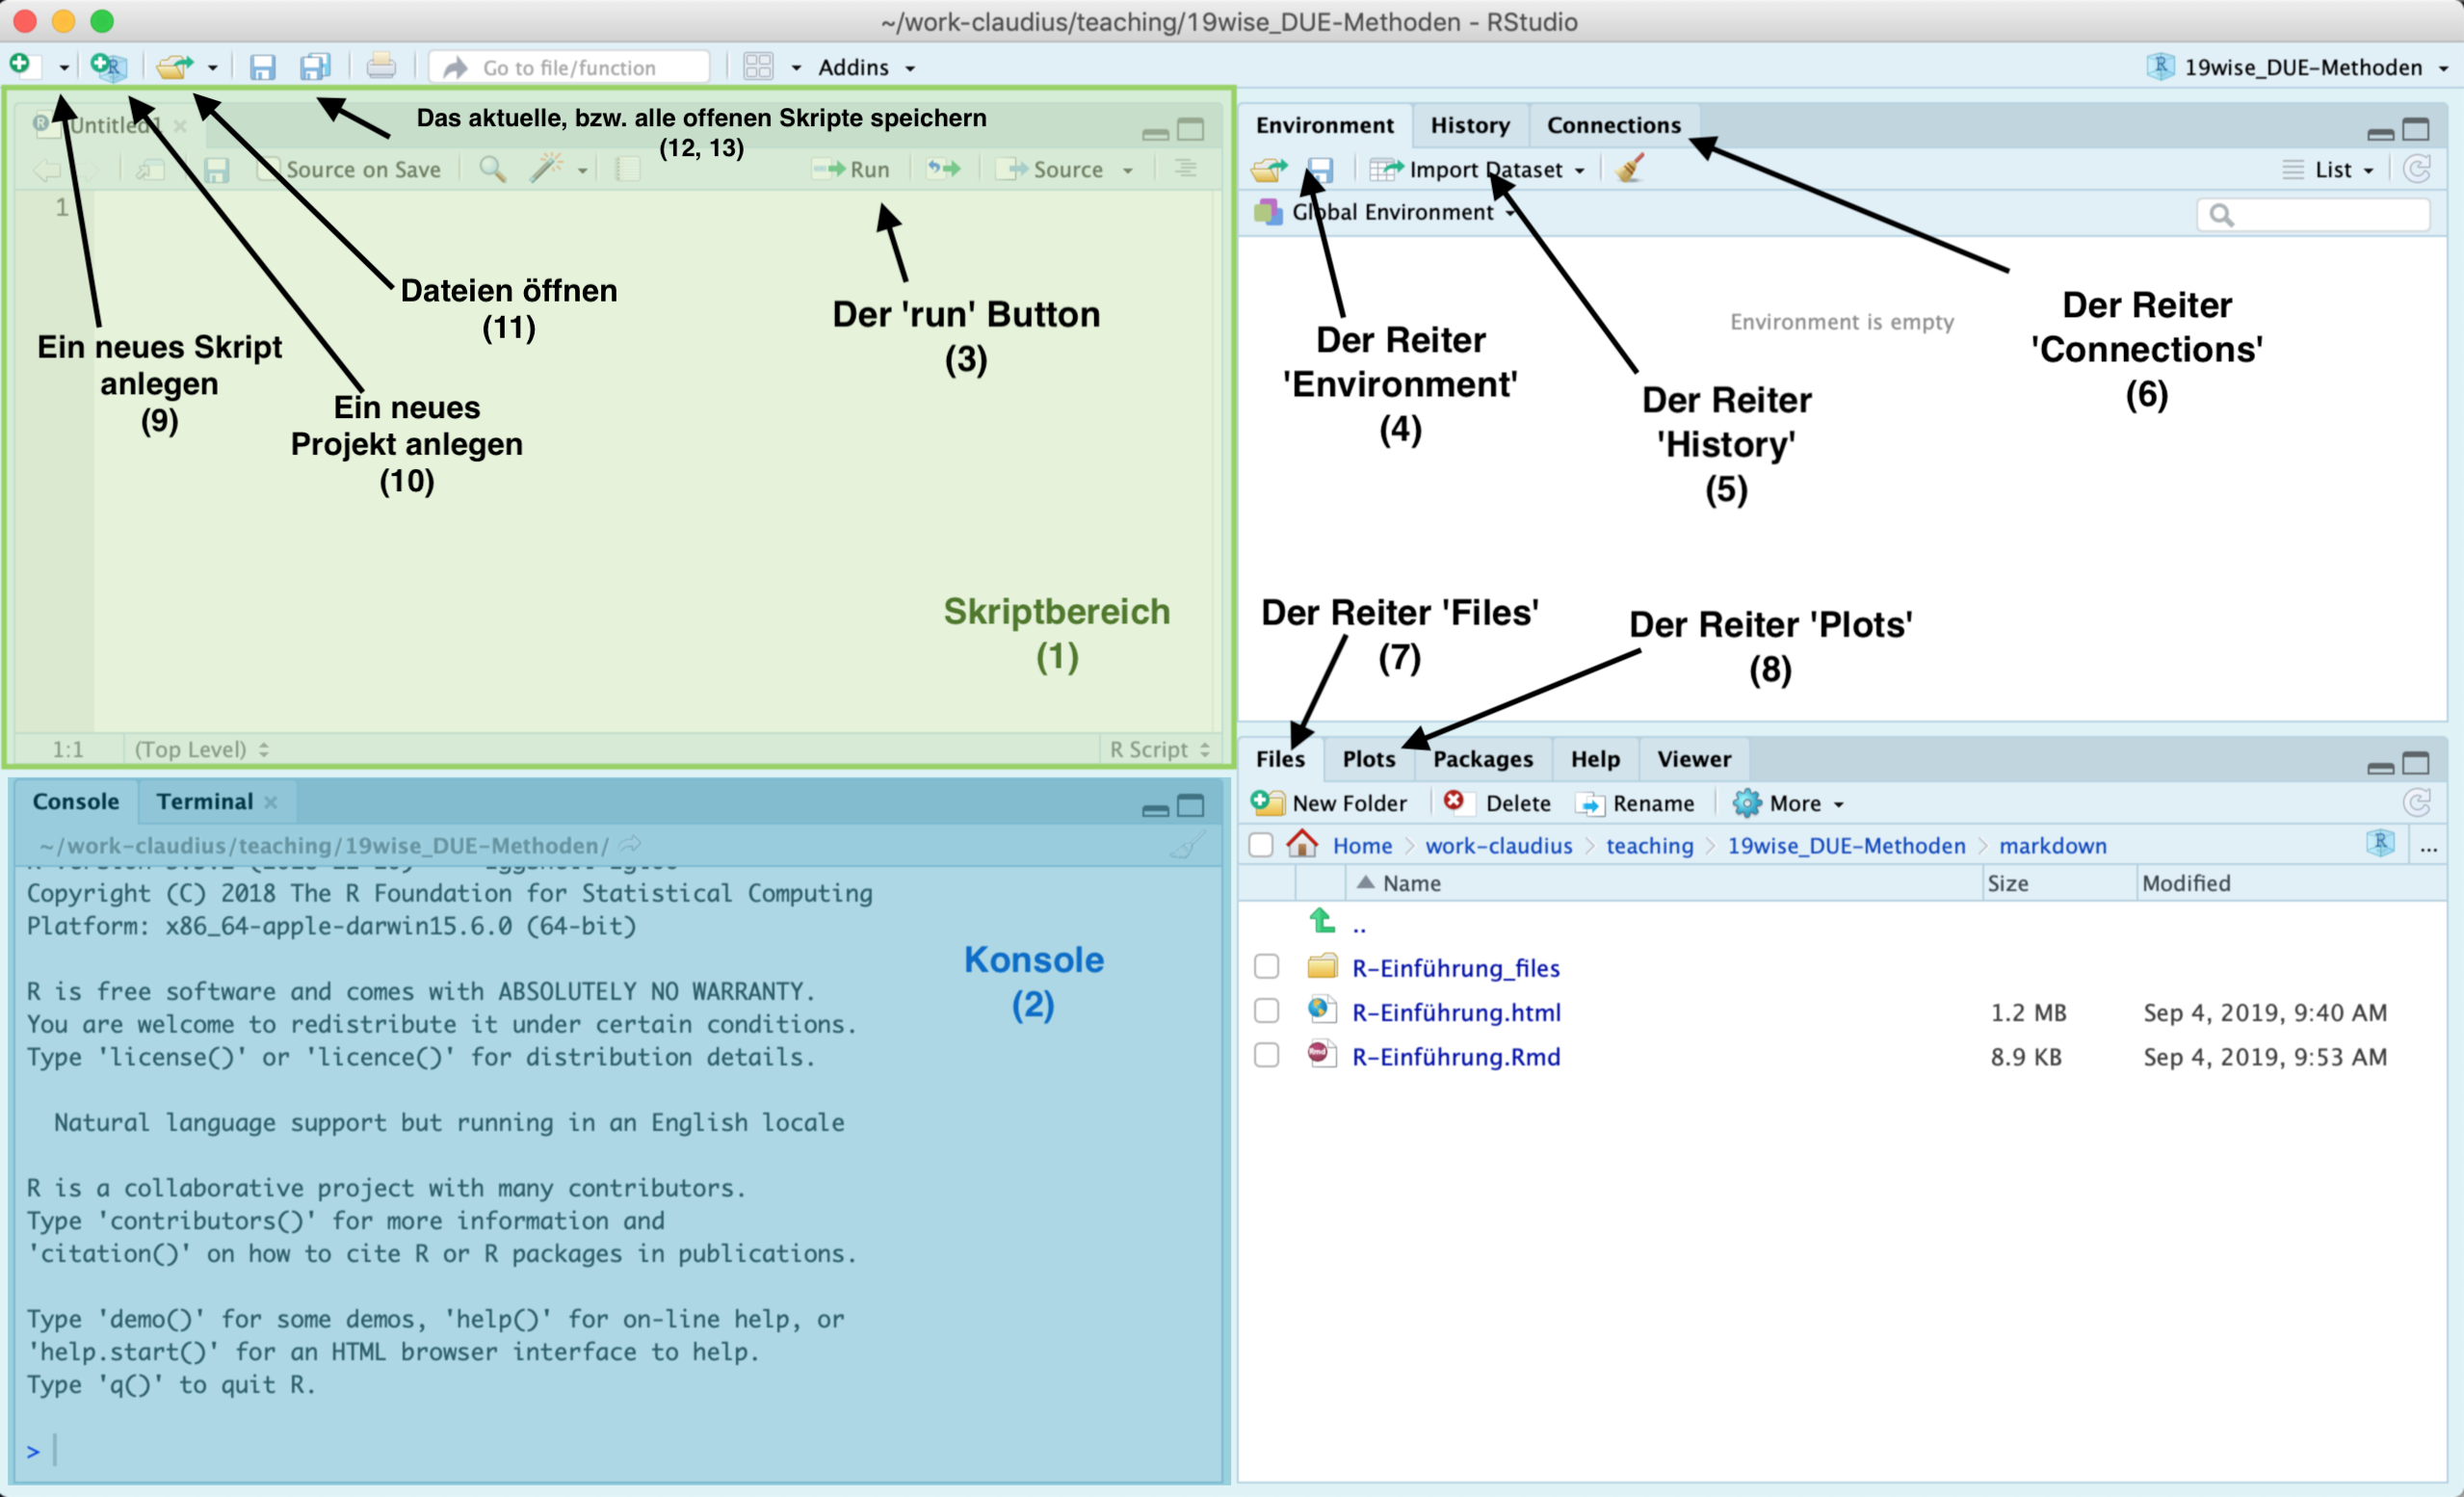 ~/work-claudius/teaching/19wise_DUE-Methoden - RStudio
Go to file/function
Addins
19wise_DUE-Methoden
Untitled1
Das aktuelle, bzw. alle offenen Skripte speichern
(12, 13)
Source on Save
Run
Source
1
Dateien öffnen
(11)
Der 'run' Button
(3)
Ein neues Skript
anlegen
(9)
Ein neues
Projekt anlegen
(10)
Skriptbereich
(1)
1:1
(Top Level)
R Script
Environment
History
Connections
Import Dataset
List
Global Environment
Environment is empty
Der Reiter
'Environment'
(4)
Der Reiter
'History'
(5)
Der Reiter
'Connections'
(6)
Der Reiter 'Files'
(7)
Der Reiter 'Plots'
(8)
Console
Terminal
~/work-claudius/teaching/19wise_DUE-Methoden/
Copyright (C) 2018 The R Foundation for Statistical Computing
Platform: x86_64-apple-darwin15.6.0 (64-bit)
R is free software and comes with ABSOLUTELY NO WARRANTY.
You are welcome to redistribute it under certain conditions.
Type 'license()' or 'licence()' for distribution details.
Natural language support but running in an English locale
R is a collaborative project with many contributors.
Type 'contributors()' for more information and
'citation()' on how to cite R or R packages in publications.
Type 'demo()' for some demos, 'help()' for on-line help, or
'help.start()' for an HTML browser interface to help.
Type 'q()' to quit R.
>
Konsole
(2)
Files
Plots
Packages
Help
Viewer
New Folder
Delete
Rename
More
Home
work-claudius
teaching
19wise_DUE-Methoden
markdown
...
Name
Size
Modified
..
R-Einführung_files
R-Einführung.html
1.2 MB
Sep 4, 2019, 9:40 AM
R-Einführung.Rmd
8.9 KB
Sep 4, 2019, 9:53 AM